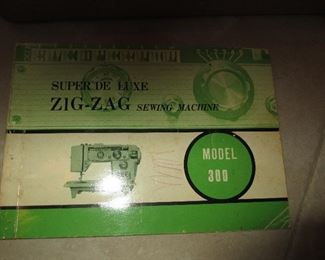 SUPER DE LUXE
ZIG-ZAG SEWING MACHINE
MODEL
300